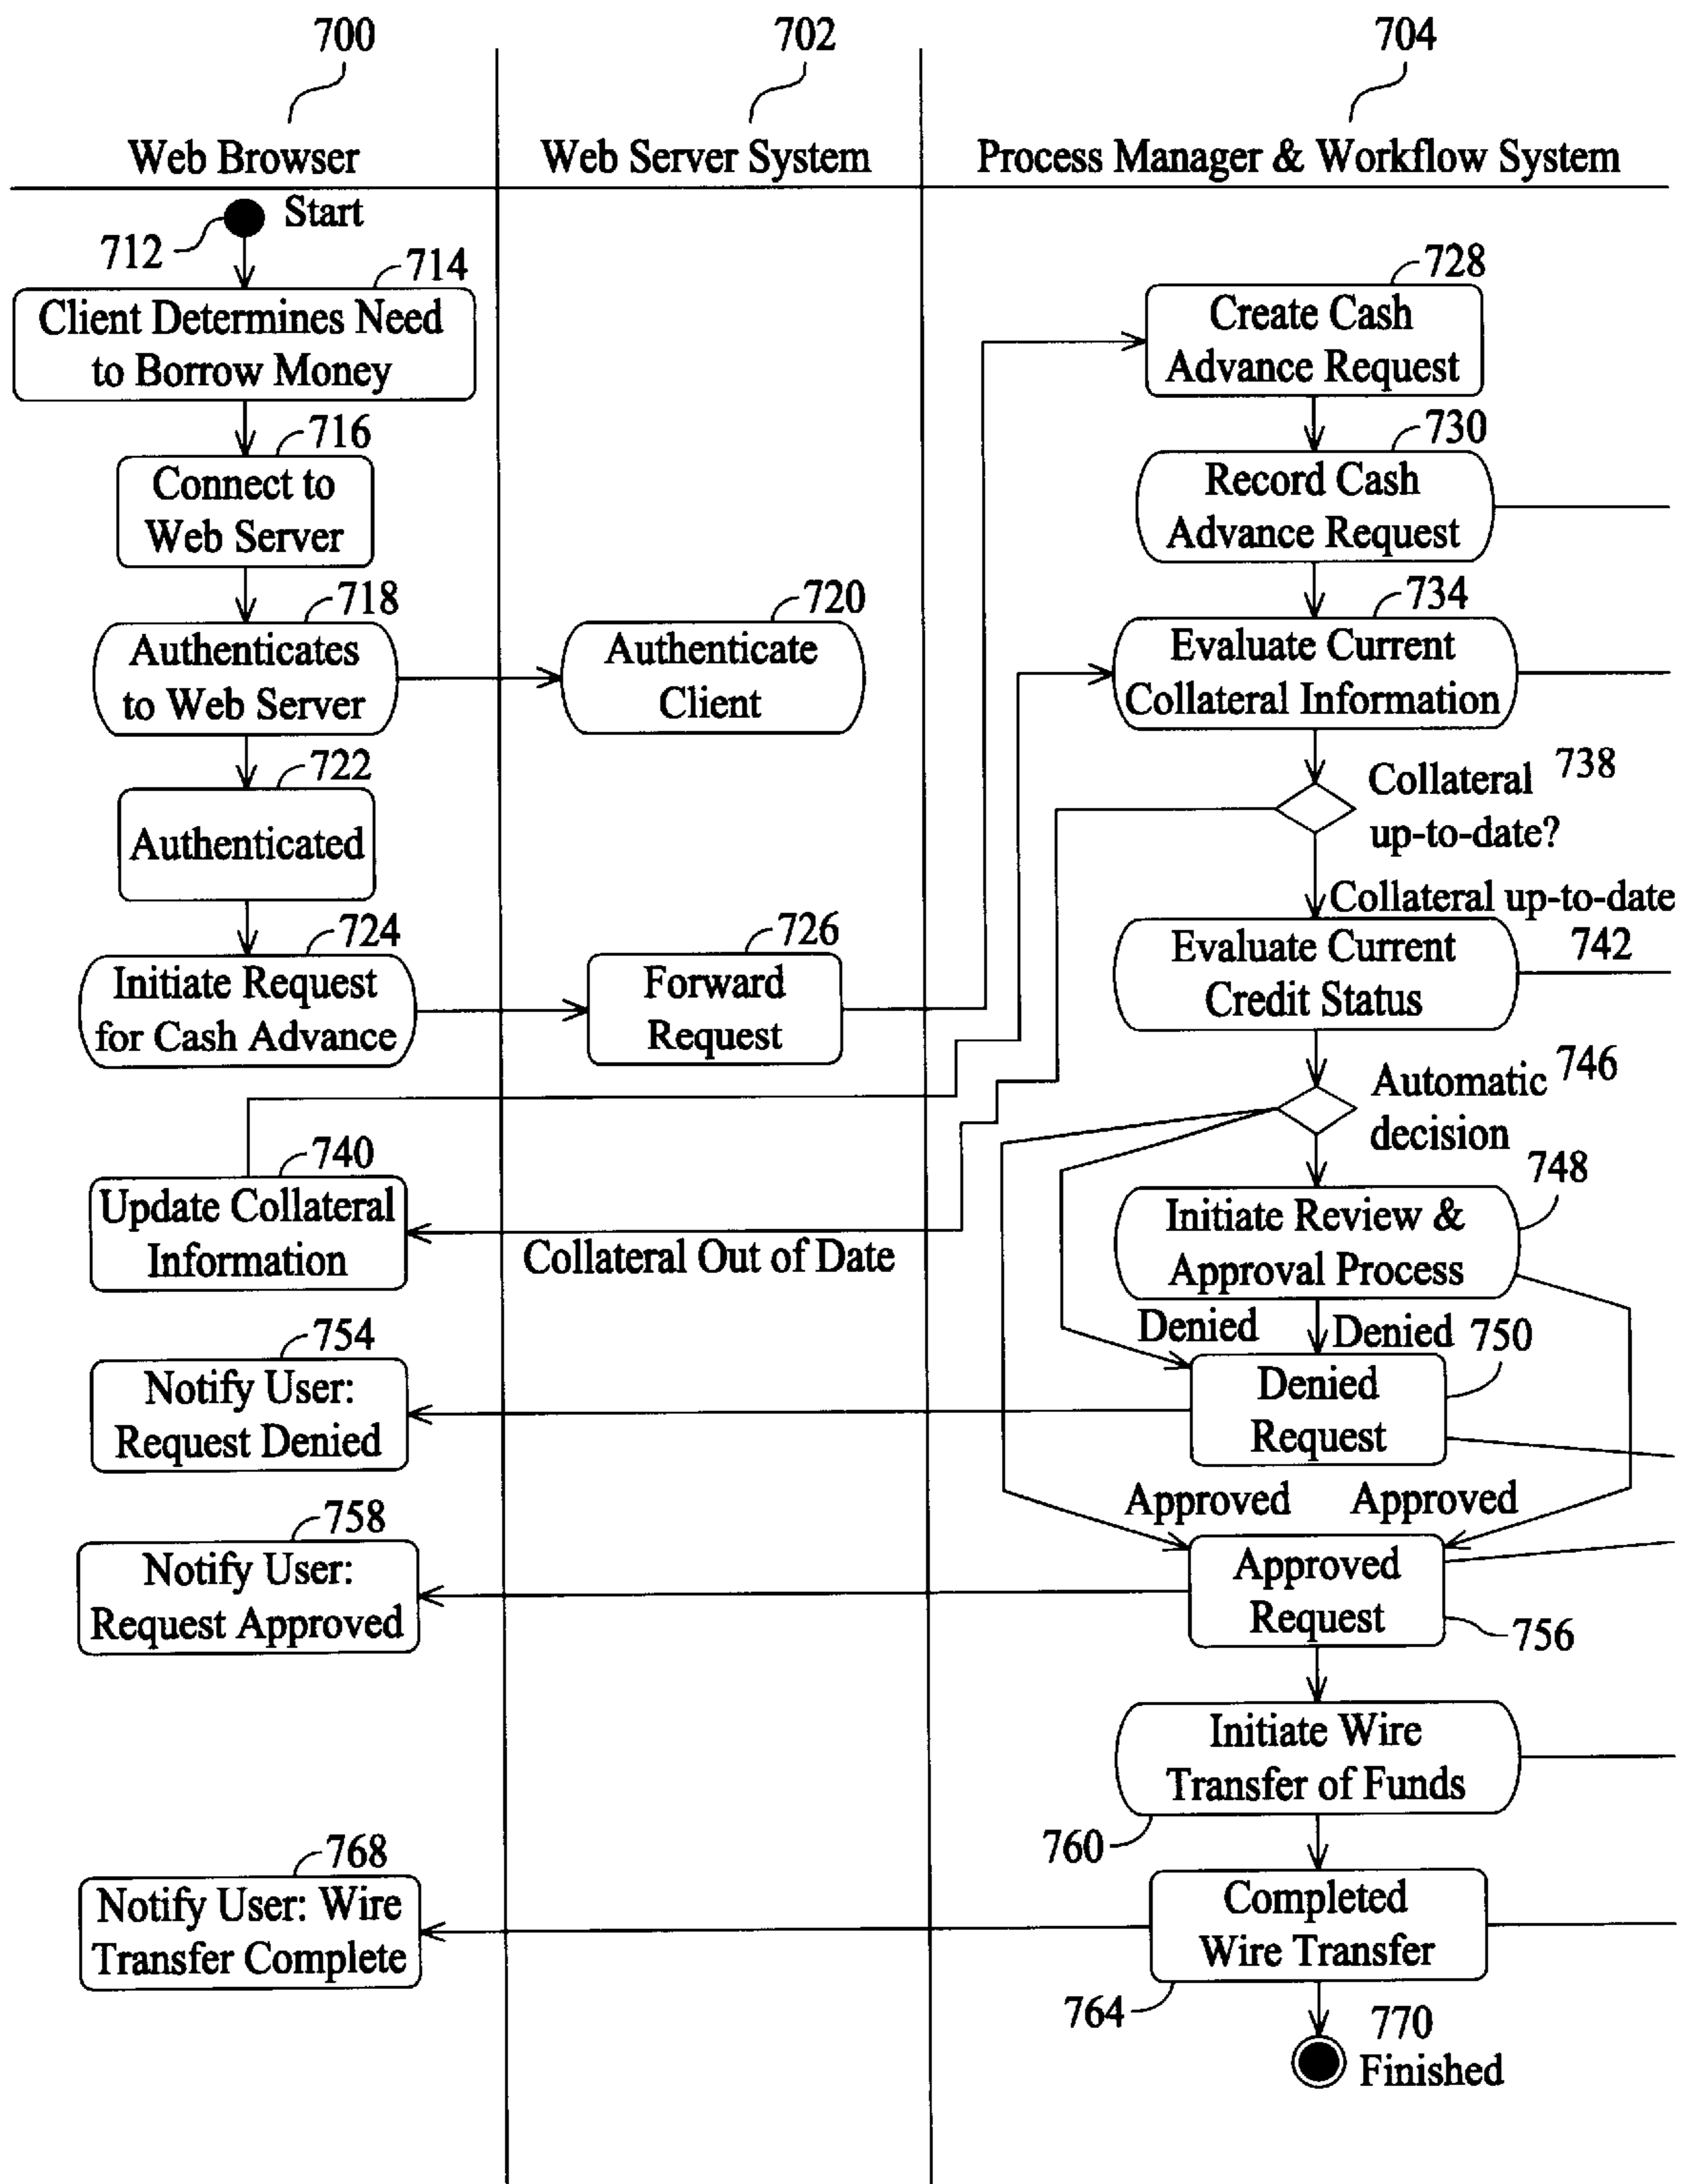 700
702
704
Web Browser
Web Server System
Process Manager & Workflow System
Start
712
714
Client Determines Need
to Borrow Money
716
Connect to
Web Server
718
Authenticates
to Web Server
720
Authenticate
Client
722
Authenticated
724
Initiate Request
for Cash Advance
726
Forward
Request
728
Create Cash
Advance Request
730
Record Cash
Advance Request
734
Evaluate Current
Collateral Information
Collateral 738
up-to-date?
Collateral up-to-date
Evaluate Current
Credit Status
742
Automatic 746
decision
740
Update Collateral
Information
Collateral Out of Date
748
Initiate Review &
Approval Process
Denied
Denied 750
Denied
Request
754
Notify User:
Request Denied
Approved
Approved
758
Notify User:
Request Approved
Approved
Request
756
Initiate Wire
Transfer of Funds
760
768
Notify User: Wire
Transfer Complete
Completed
Wire Transfer
764
770
Finished